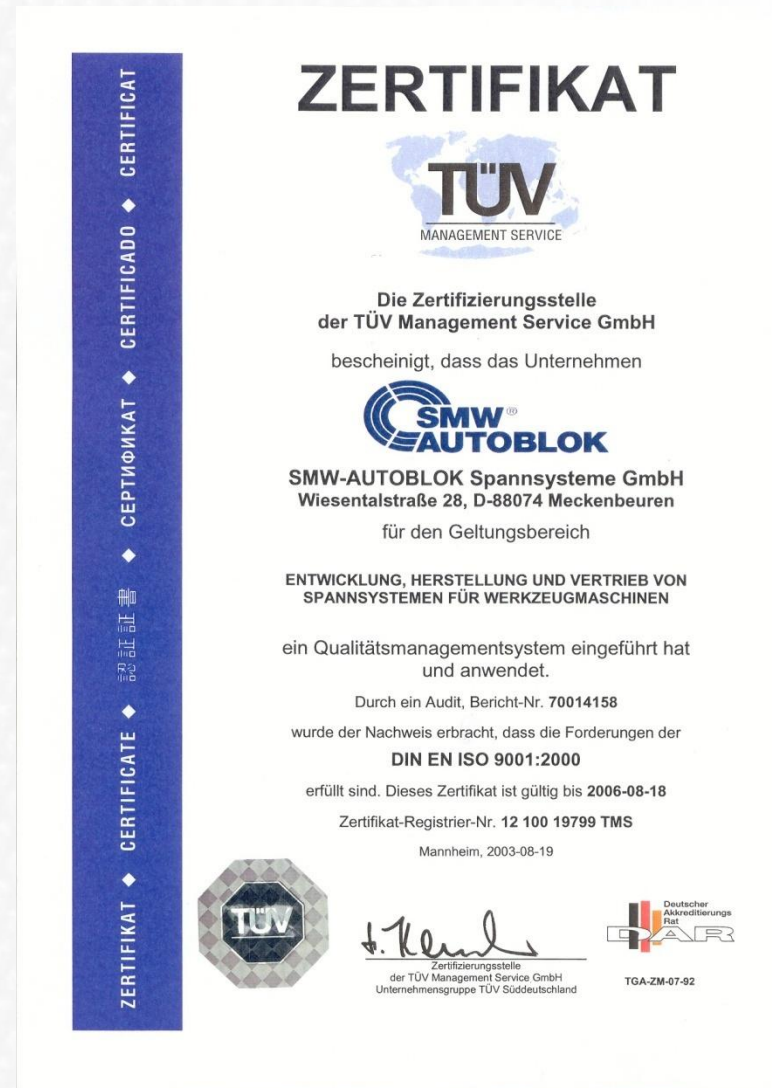 ZERTIFIKAT ◆ CERTIFICATE ◆ 認証証書 ◆ СЕРТИФИКАТ ◆ CERTIFICADO ◆ CERTIFICAT
ZERTIFIKAT
TÜV
MANAGEMENT SERVICE
Die Zertifizierungsstelle
der TÜV Management Service GmbH
bescheinigt, dass das Unternehmen
SMW®
AUTOBLOK
SMW-AUTOBLOK Spannsysteme GmbH
Wiesentalstraße 28, D-88074 Meckenbeuren
für den Geltungsbereich
ENTWICKLUNG, HERSTELLUNG UND VERTRIEB VON
SPANNSYSTEMEN FÜR WERKZEUGMASCHINEN
ein Qualitätsmanagementsystem eingeführt hat
und anwendet.
Durch ein Audit, Bericht-Nr. 70014158
wurde der Nachweis erbracht, dass die Forderungen der
DIN EN ISO 9001:2000
erfüllt sind. Dieses Zertifikat ist gültig bis 2006-08-18
Zertifikat-Registrier-Nr. 12 100 19799 TMS
Mannheim, 2003-08-19
TÜV
Zertifizierungsstelle
der TÜV Management Service GmbH
Unternehmensgruppe TÜV Süddeutschland
Deutscher
Akkreditierungs
Rat
DAR
TGA-ZM-07-92